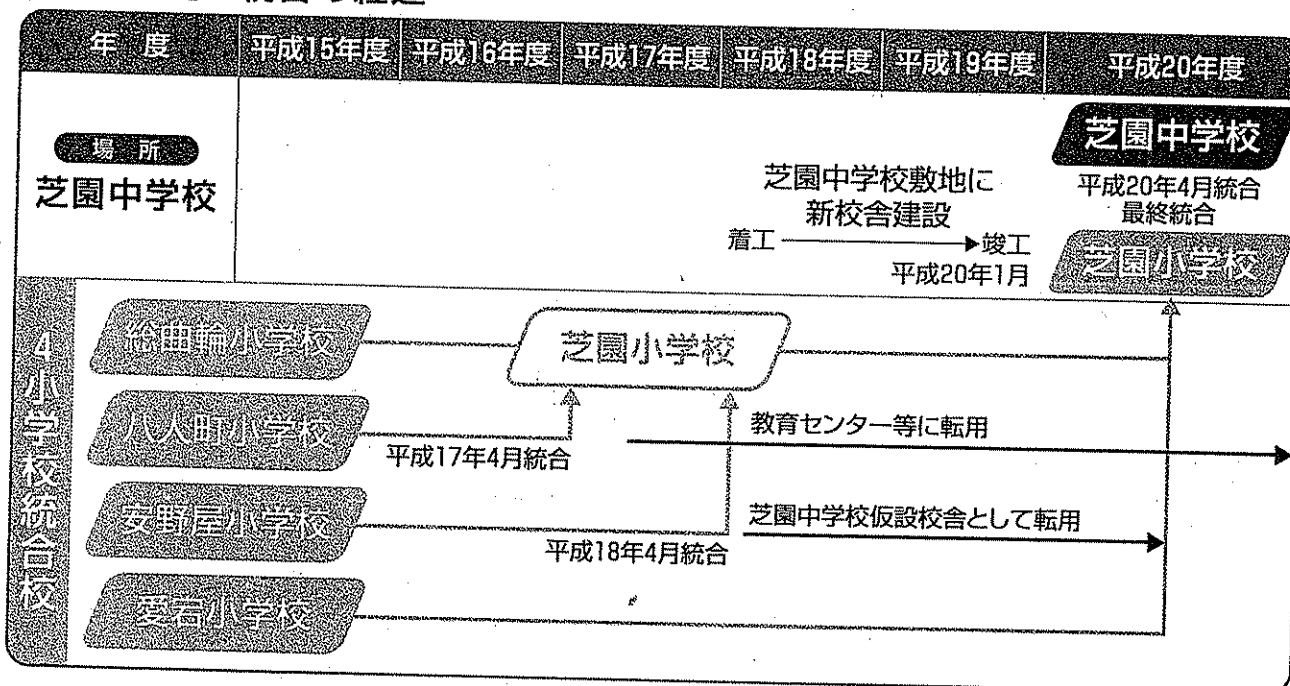 年 度
平成15年度
平成16年度
平成17年度
平成18年度
平成19年度
平成20年度
場 所
芝園中学校
芝園中学校敷地に
新校舎建設
着工
竣工
平成20年1月
芝園中学校
平成20年4月統合
最終統合
芝園小学校
4小学校統合校
総曲輪小学校
芝園小学校
八人町小学校
平成17年4月統合
教育センター等に転用
安野屋小学校
平成18年4月統合
芝園中学校仮設校舎として転用
愛宕小学校